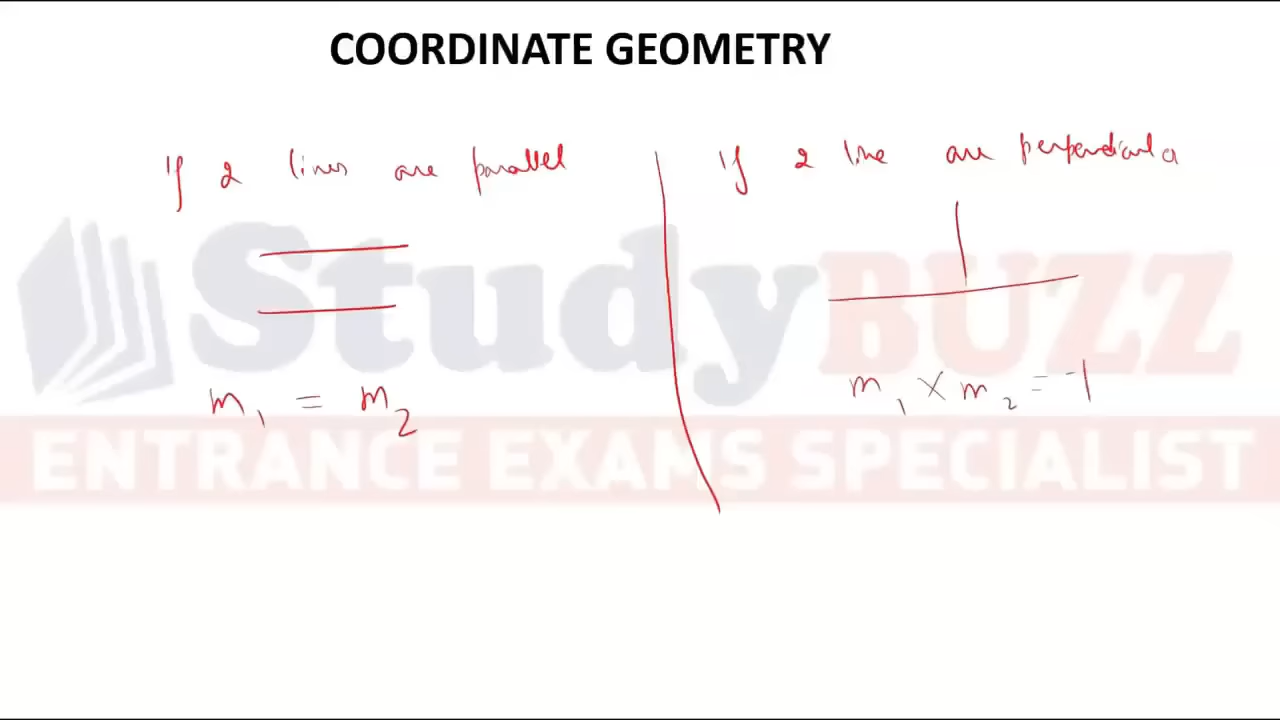 COORDINATE GEOMETRY
If 2 lines are parallel
m₁ = m₂
If 2 line are perpendicula
m₁ × m₂ = -1
StudyBUZZ
ENTRANCE EXAMS SPECIALIST